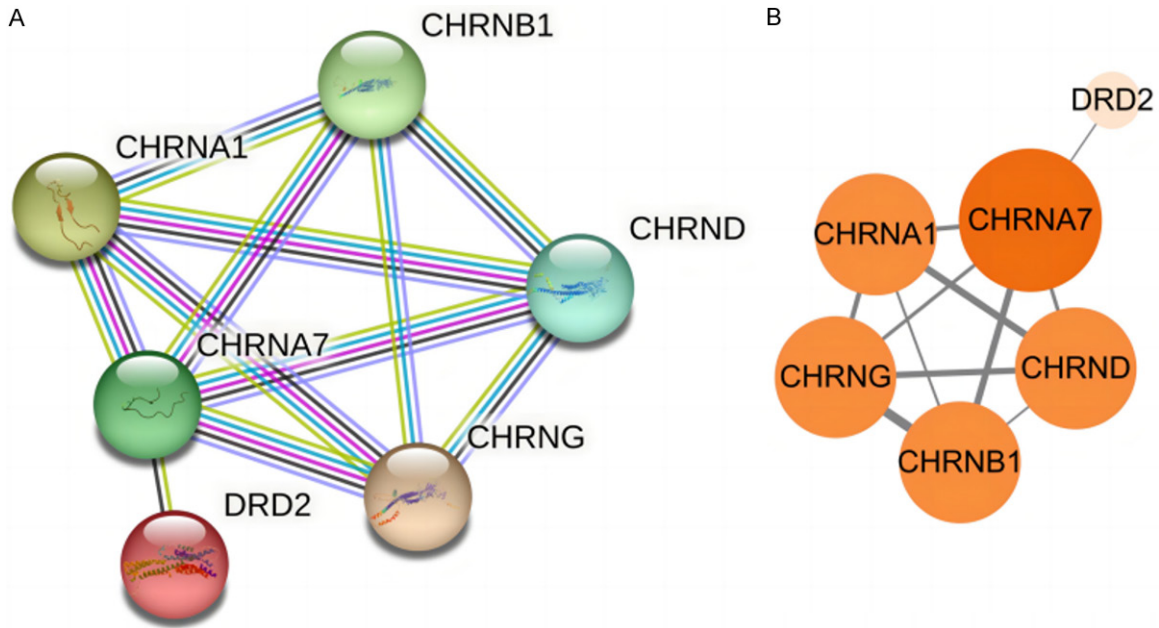 A
CHRNB1
CHRNA1
CHRND
CHRNA7
CHRNG
DRD2
B
DRD2
CHRNA7
CHRNA1
CHRND
CHRNG
CHRNB1